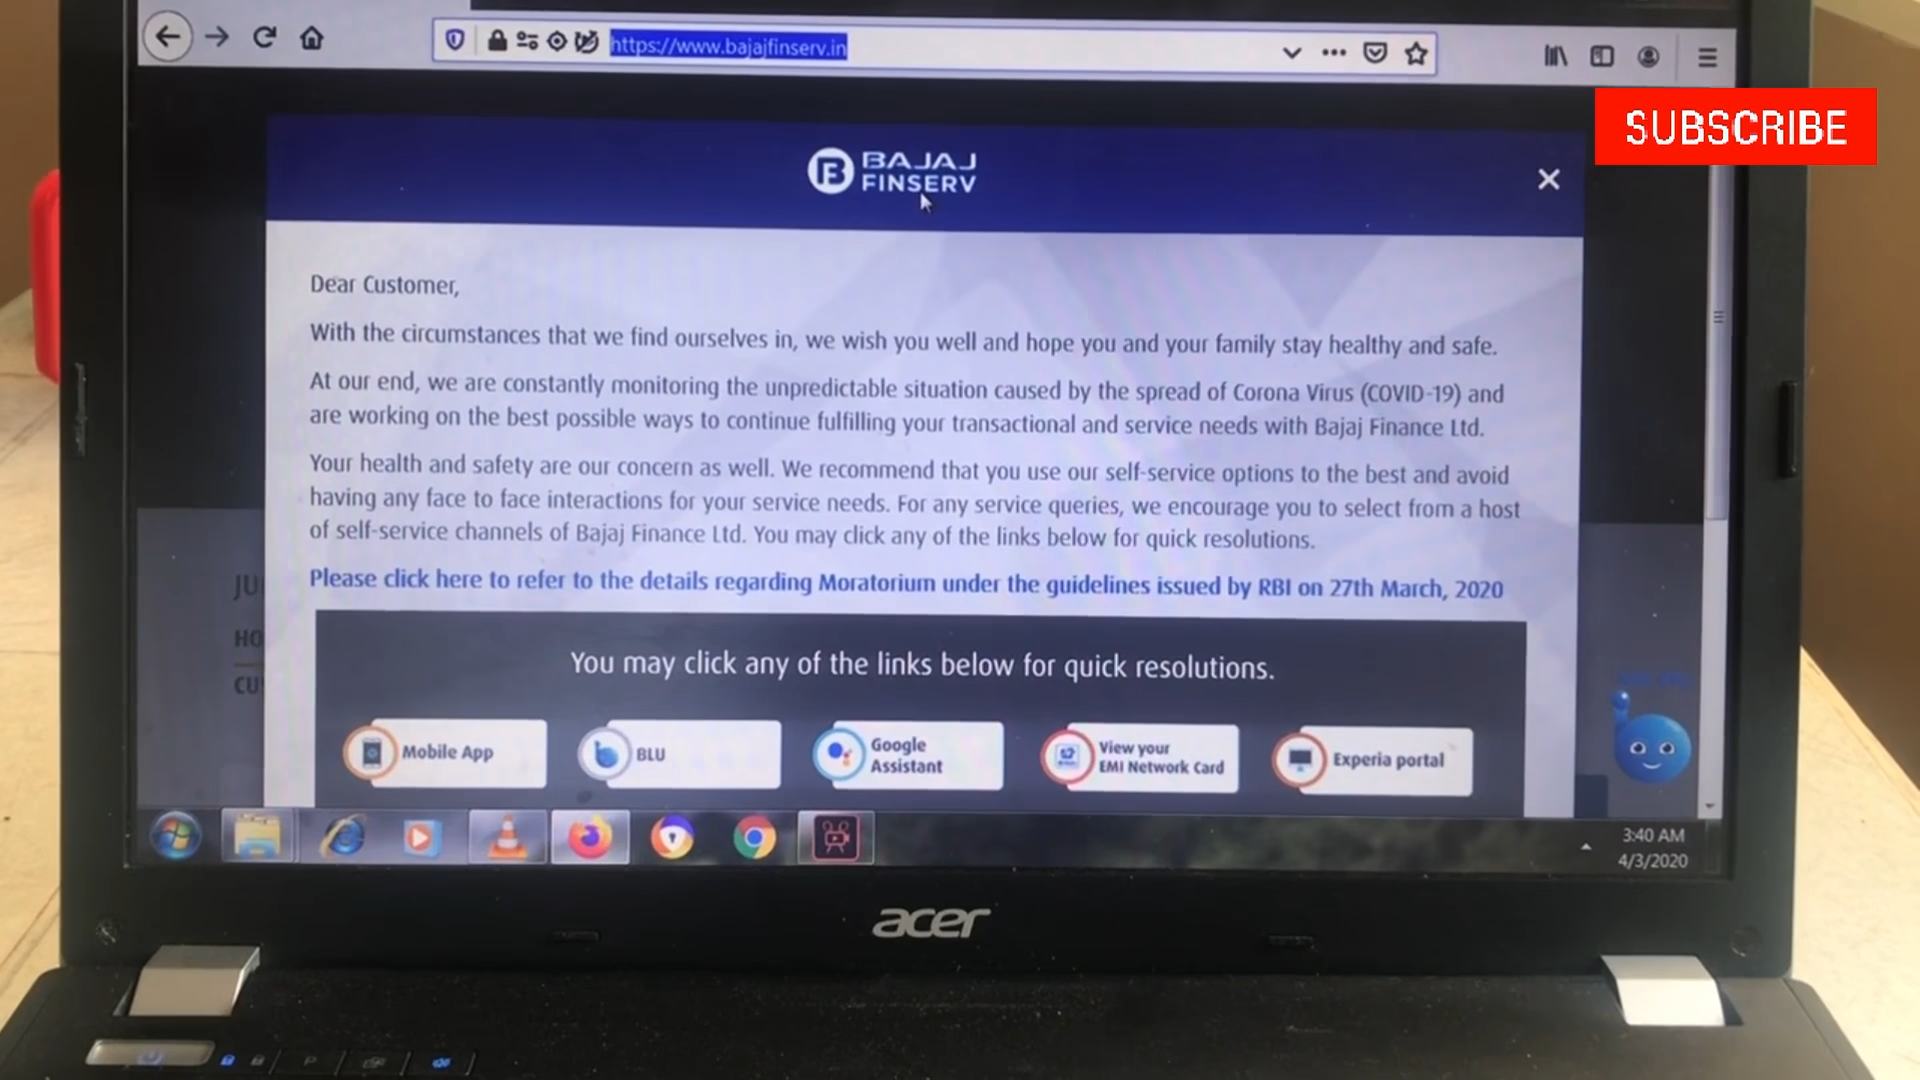 https://www.bajajfinserv.in
SUBSCRIBE
BAJAJ
FINSERV
Dear Customer,
With the circumstances that we find ourselves in, we wish you well and hope you and your family stay healthy and safe.
At our end, we are constantly monitoring the unpredictable situation caused by the spread of Corona Virus (COVID-19) and
are working on the best possible ways to continue fulfilling your transactional and service needs with Bajaj Finance Ltd.
Your health and safety are our concern as well. We recommend that you use our self-service options to the best and avoid
having any face to face interactions for your service needs. For any service queries, we encourage you to select from a host
of self-service channels of Bajaj Finance Ltd. You may click any of the links below for quick resolutions.
Please click here to refer to the details regarding Moratorium under the guidelines issued by RBI on 27th March, 2020
JU
HO
CU
You may click any of the links below for quick resolutions.
Mobile App
BLU
Google
Assistant
View your
EMI Network Card
Experia portal
3:40 AM
4/3/2020
acer